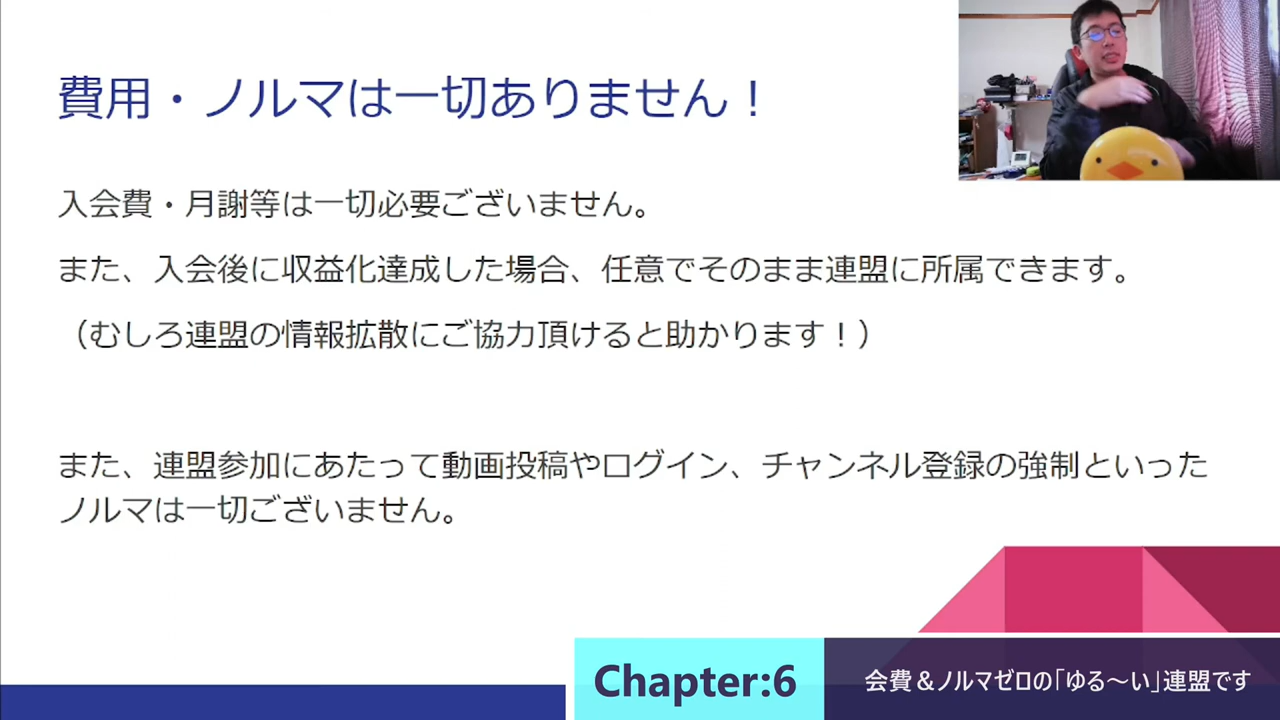 費用・ノルマは一切ありません！
入会費・月謝等は一切必要ございません。
また、入会後に収益化達成した場合、任意でそのまま連盟に所属できます。
（むしろ連盟の情報拡散にご協力頂けると助かります！）
また、連盟参加にあたって動画投稿やログイン、チャンネル登録の強制といった
ノルマは一切ございません。
Chapter:6
会費＆ノルマゼロの「ゆる～い」連盟です